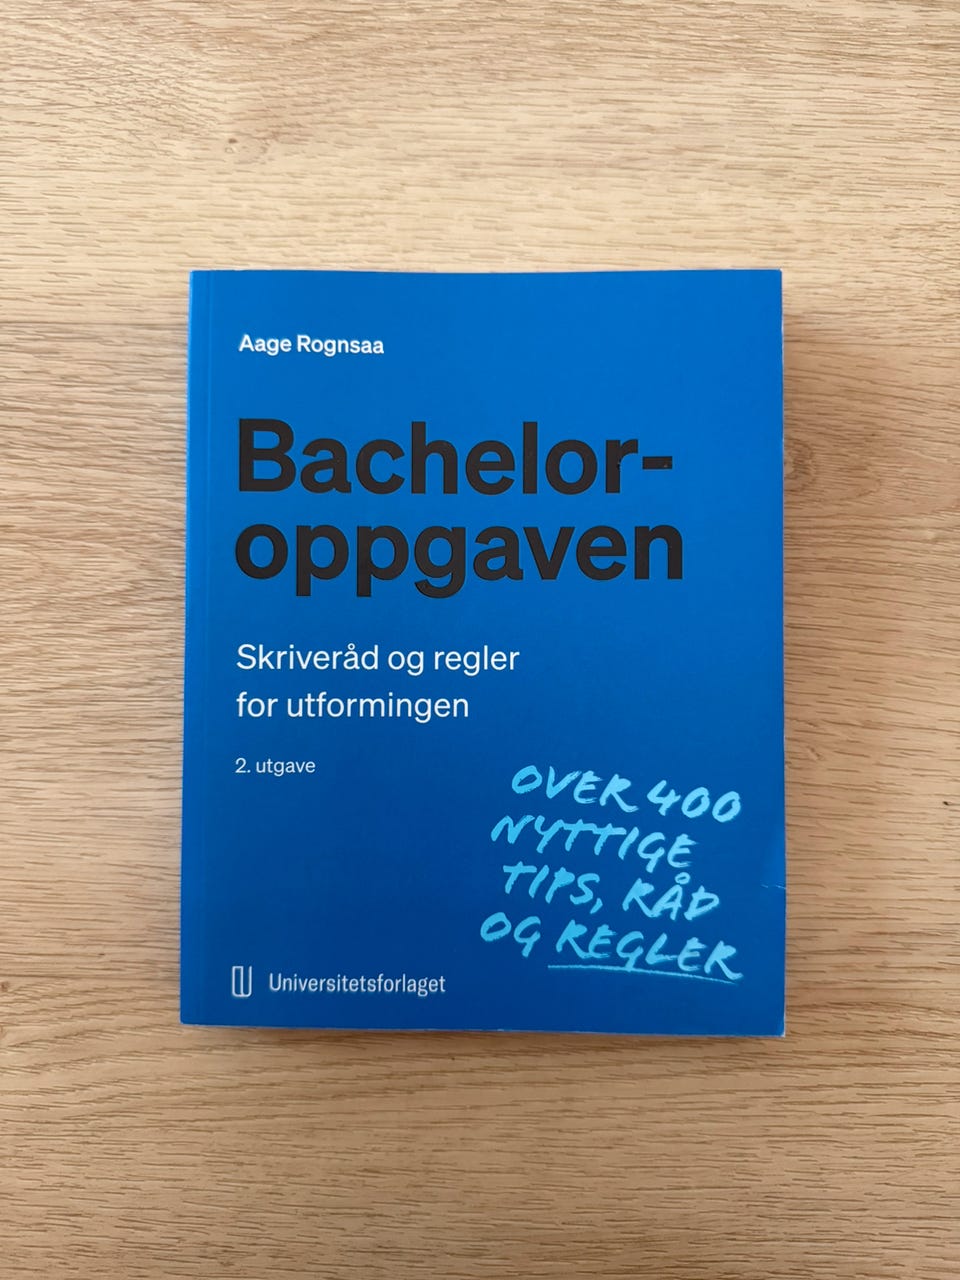 Aage Rognsaa
Bachelor-
oppgaven
Skriveråd og regler
for utformingen
2. utgave
OVER 400
NYTTIGE
TIPS, RÅD
OG REGLER
Universitetsforlaget